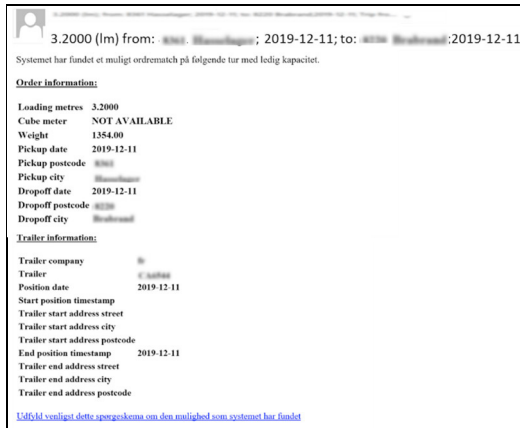 3.2000 (lm) from: ; 2019-12-11; to: ;2019-12-11
Systemet har fundet et muligt ordrematch på følgende tur med ledig kapacitet.
Order information:
Loading metres 3.2000
Cube meter NOT AVAILABLE
Weight 1354.00
Pickup date 2019-12-11
Pickup postcode
Pickup city
Dropoff date 2019-12-11
Dropoff postcode
Dropoff city
Trailer information:
Trailer company
Trailer
Position date 2019-12-11
Start position timestamp
Trailer start address street
Trailer start address city
Trailer start address postcode
End position timestamp 2019-12-11
Trailer end address street
Trailer end address city
Trailer end address postcode
Udfyld venligst dette spørgeskema om den mulighed som systemet har fundet